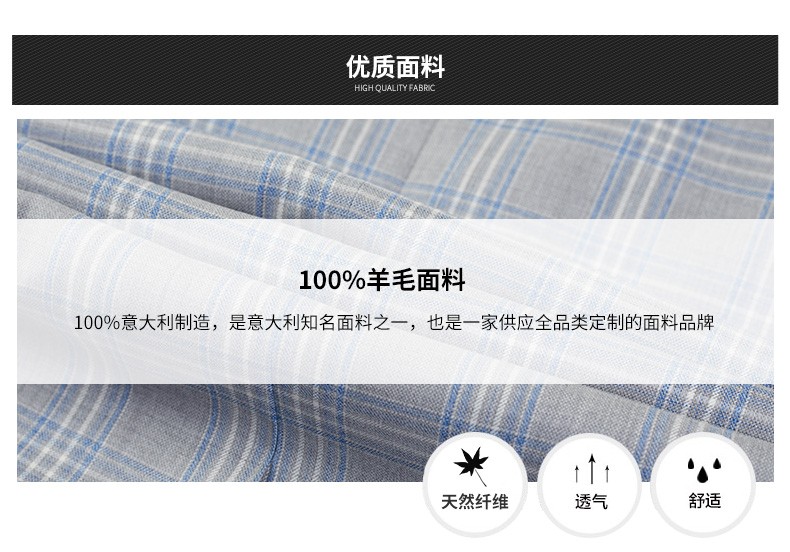 优质面料
HIGH QUALITY FABRIC
100%羊毛面料
100%意大利制造，是意大利知名面料之一，也是一家供应全品类定制的面料品牌
天然纤维
透气
舒适